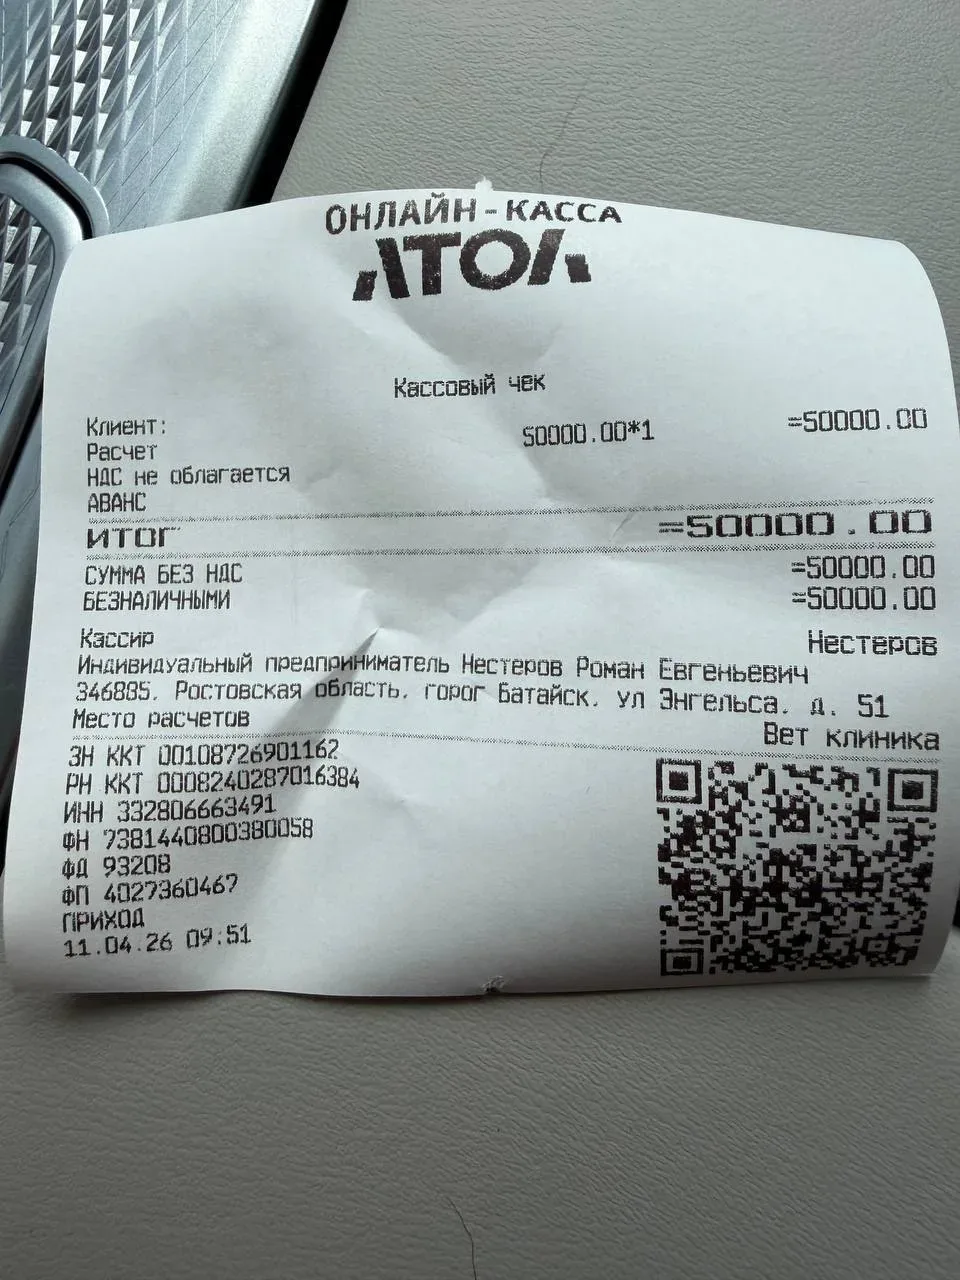 ОНЛАЙН-КАССА
АТОЛ
Кассовый чек
Клиент:
Расчет 50000.00*1 =50000.00
НДС не облагается
АВАНС
ИТОГ =50000.00
СУММА БЕЗ НДС =50000.00
БЕЗНАЛИЧНЫМИ =50000.00
Кассир Нестеров
Индивидуальный предприниматель Нестеров Роман Евгеньевич
346885, Ростовская область, город Батайск, ул Энгельса, д. 51
Место расчетов Вет клиника
ЗН ККТ 00108726901162
РН ККТ 0008240287016384
ИНН 332806663491
ФН 7381440800380058
ФД 93208
ФП 4027360467
ПРИХОД
11.04.26 09:51